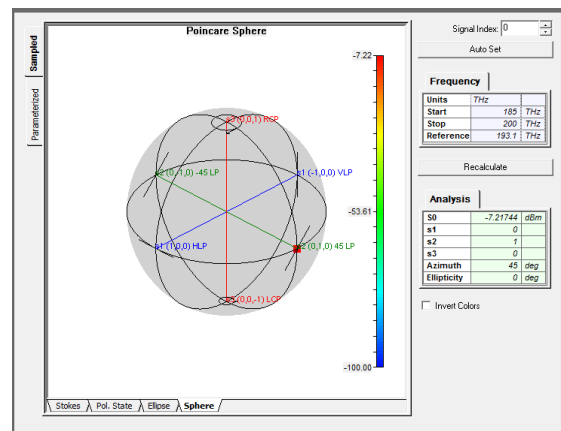 Signal Index: 0
Auto Set
Sampled
Parameterized
Poincare Sphere
-7.22
-53.61
-100.00
s3 (0,0,1) RCP
s2 (0,-1,0) -45 LP
s1 (-1,0,0) VLP
s1 (1,0,0) HLP
s2 (0,1,0) 45 LP
s3 (0,0,-1) LCP
Stokes Pol. State Ellipse Sphere
Frequency
Units THz
Start 185 THz
Stop 200 THz
Reference 193.1 THz
Recalculate
Analysis
S0 -7.21744 dBm
s1 0
s2 1
s3 0
Azimuth 45 deg
Ellipticity 0 deg
Invert Colors